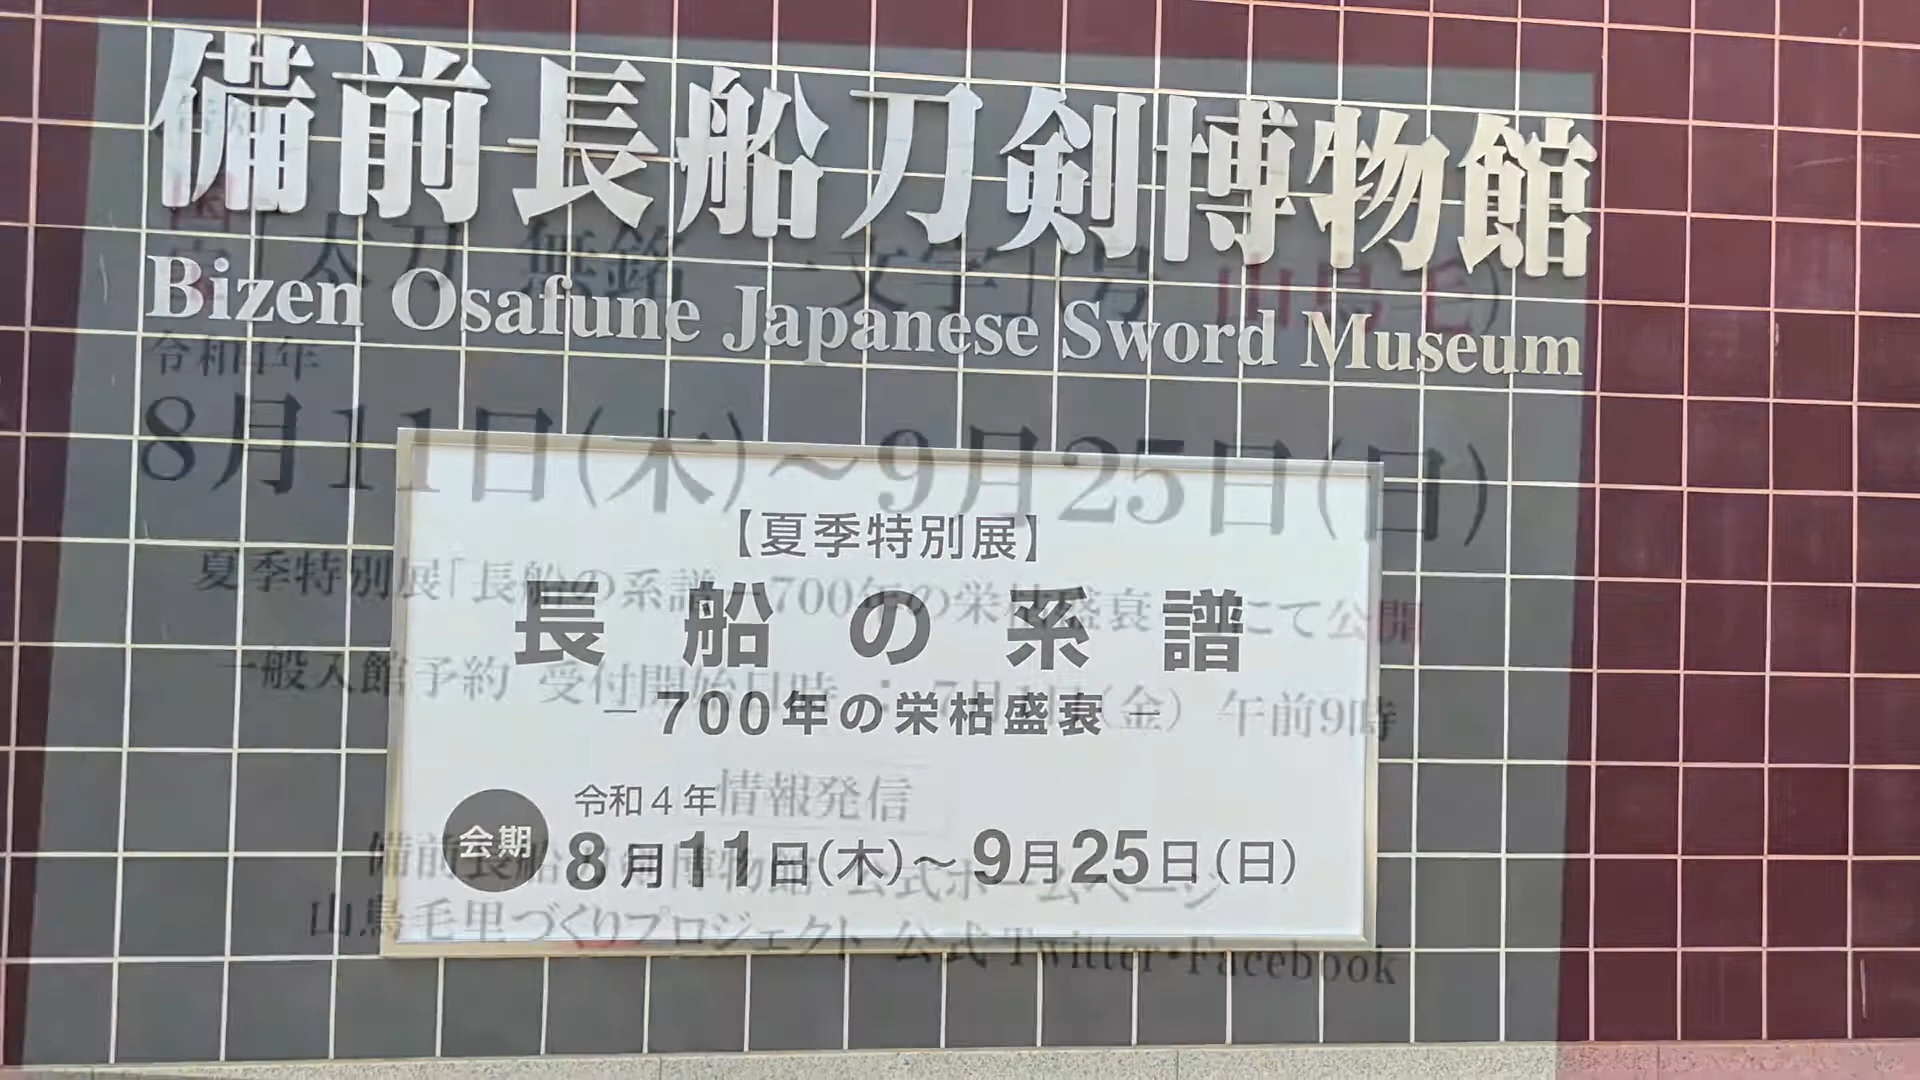 備前長船刀剣博物館
Bizen Osafune Japanese Sword Museum
【夏季特別展】
長船の系譜
－700年の栄枯盛衰－
会期
令和4年
8月11日(木)～9月25日(日)
国宝「太刀 無銘 一文字」(号 山鳥毛)
令和四年
8月11日(木)～9月25日(日)
夏季特別展「長船の系譜 700年の栄枯盛衰 にて公開
一般入館予約 受付開始日時：7月 (金) 午前9時
情報発信
備前長船刀剣博物館 公式ホームページ
山鳥毛里づくりプロジェクト 公式Twitter・Facebook